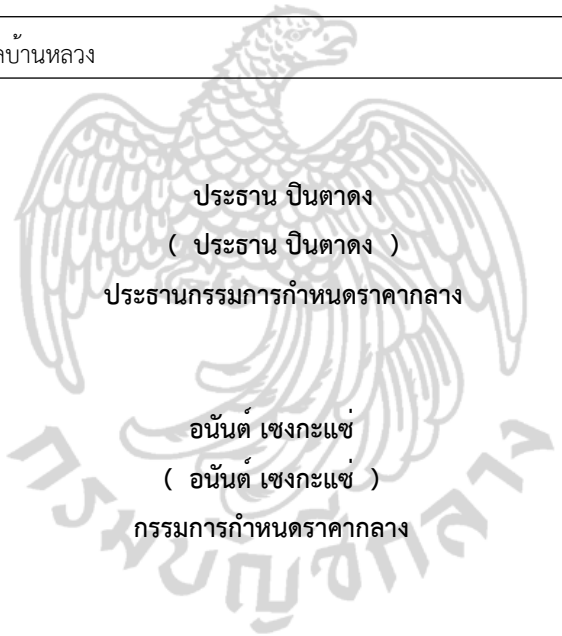 บ้านหลวง
ประธาน ปินตาดง
( ประธาน ปินตาดง )
ประธานกรรมการกำหนดราคากลาง
อนันต์ เซงกะแซ่
( อนันต์ เซงกะแซ่ )
กรรมการกำหนดราคากลาง
กรมบัญชีกลาง